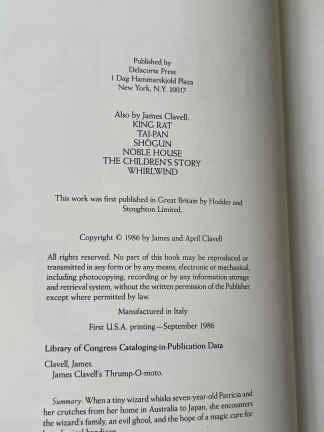 Published by
Delacorte Press
1 Dag Hammarskjold Plaza
New York, N.Y. 10017
Also by James Clavell:
KING RAT
TAI-PAN
SHŌGUN
NOBLE HOUSE
THE CHILDREN'S STORY
WHIRLWIND
This work was first published in Great Britain by Hodder and
Stoughton Limited.
Copyright © 1986 by James and April Clavell
All rights reserved. No part of this book may be reproduced or
transmitted in any form or by any means, electronic or mechanical,
including photocopying, recording or by any information storage
and retrieval system, without the written permission of the Publisher,
except where permitted by law.
Manufactured in Italy
First U.S.A. printing—September 1986
Library of Congress Cataloging-in-Publication Data
Clavell, James.
James Clavell's Thrump-O-moto.
Summary: When a tiny wizard whisks seven-year-old Patricia and
her crutches from her home in Australia to Japan, she encounters
the wizard's family, an evil ghoul, and the hope of a magic cure for